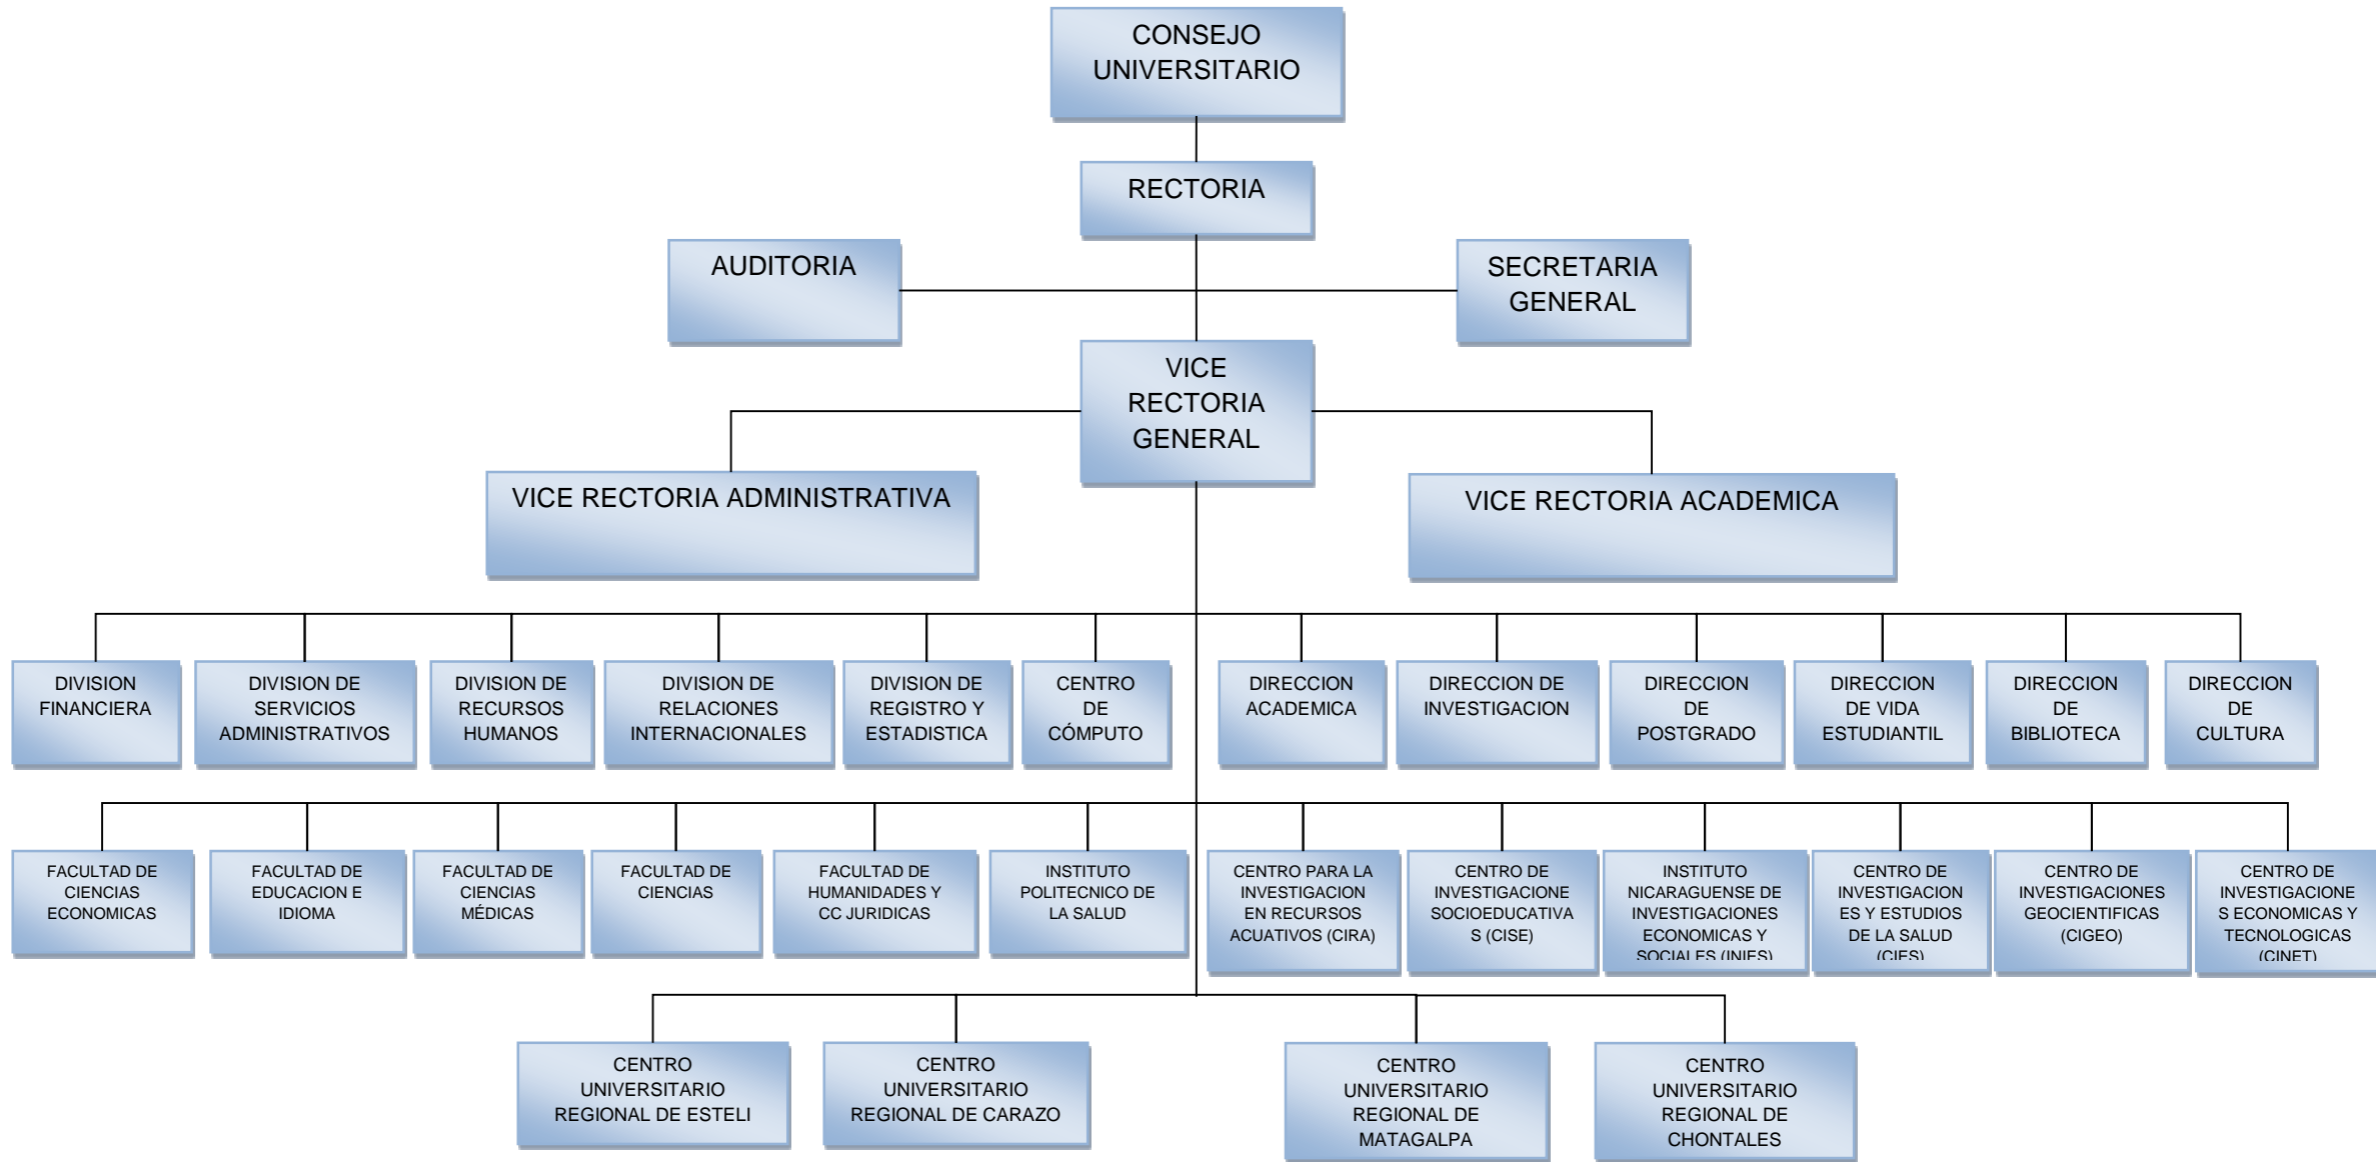 CONSEJO
UNIVERSITARIO
RECTORIA
AUDITORIA
SECRETARIA
GENERAL
VICE
RECTORIA
GENERAL
VICE RECTORIA ADMINISTRATIVA
VICE RECTORIA ACADEMICA
DIVISION
FINANCIERA
DIVISION DE
SERVICIOS
ADMINISTRATIVOS
DIVISION DE
RECURSOS
HUMANOS
DIVISION DE
RELACIONES
INTERNACIONALES
DIVISION DE
REGISTRO Y
ESTADISTICA
CENTRO
DE
CÓMPUTO
DIRECCION
ACADEMICA
DIRECCION DE
INVESTIGACION
DIRECCION
DE
POSTGRADO
DIRECCION
DE VIDA
ESTUDIANTIL
DIRECCION
DE
BIBLIOTECA
DIRECCION
DE
CULTURA
FACULTAD DE
CIENCIAS
ECONOMICAS
FACULTAD DE
EDUCACION E
IDIOMA
FACULTAD DE
CIENCIAS
MÉDICAS
FACULTAD DE
CIENCIAS
FACULTAD DE
HUMANIDADES Y
CC JURIDICAS
INSTITUTO
POLITECNICO DE
LA SALUD
CENTRO PARA LA
INVESTIGACION
EN RECURSOS
ACUATIVOS (CIRA)
CENTRO DE
INVESTIGACIONE
SOCIOEDUCATIVA
S (CISE)
INSTITUTO
NICARAGUENSE DE
INVESTIGACIONES
ECONOMICAS Y
SOCIALES (INIES)
CENTRO DE
INVESTIGACION
ES Y ESTUDIOS
DE LA SALUD
(CIES)
CENTRO DE
INVESTIGACIONES
GEOCIENTIFICAS
(CIGEO)
CENTRO DE
INVESTIGACIONE
S ECONOMICAS Y
TECNOLOGICAS
(CINET)
CENTRO
UNIVERSITARIO
REGIONAL DE ESTELI
CENTRO
UNIVERSITARIO
REGIONAL DE CARAZO
CENTRO
UNIVERSITARIO
REGIONAL DE
MATAGALPA
CENTRO
UNIVERSITARIO
REGIONAL DE
CHONTALES